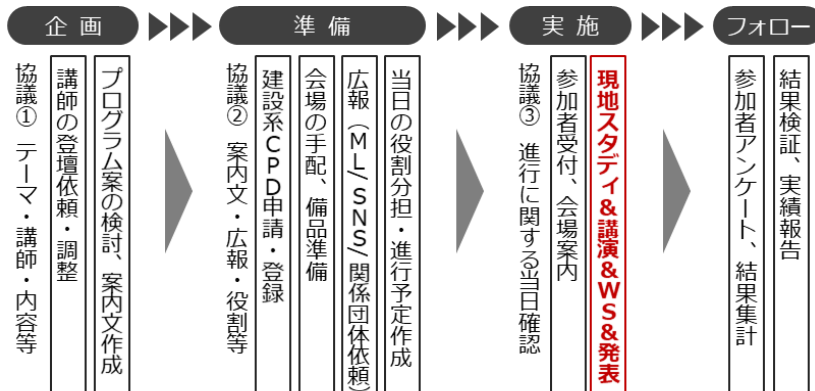 企画
準備
実施
フォロー
協議① テーマ・講師・内容等
講師の登壇依頼・調整
プログラム案の検討、案内文作成
協議② 案内文・広報・役割等
建設系CPD申請・登録
会場の手配、備品準備
広報(ML/SNS/関係団体依頼)
当日の役割分担・進行予定作成
協議③ 進行に関する当日確認
参加者受付、会場案内
現地スタディ&講演&WS&発表
参加者アンケート、結果集計
結果検証、実績報告